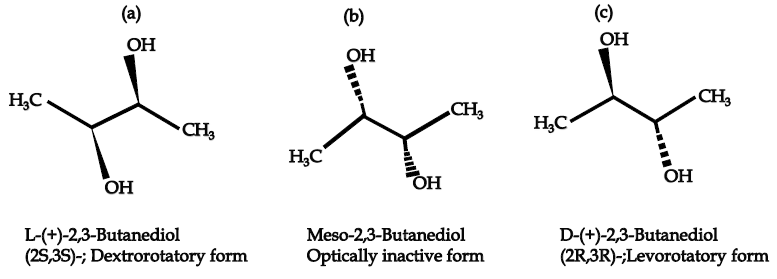 (a)
OH
H₃C
CH₃
OH
L-(+)-2,3-Butanediol
(2S,3S)-; Dextrorotatory form
(b)
OH
CH₃
H₃C
OH
Meso-2,3-Butanediol
Optically inactive form
(c)
OH
CH₃
H₃C
OH
D-(+)-2,3-Butanediol
(2R,3R)-;Levorotatory form